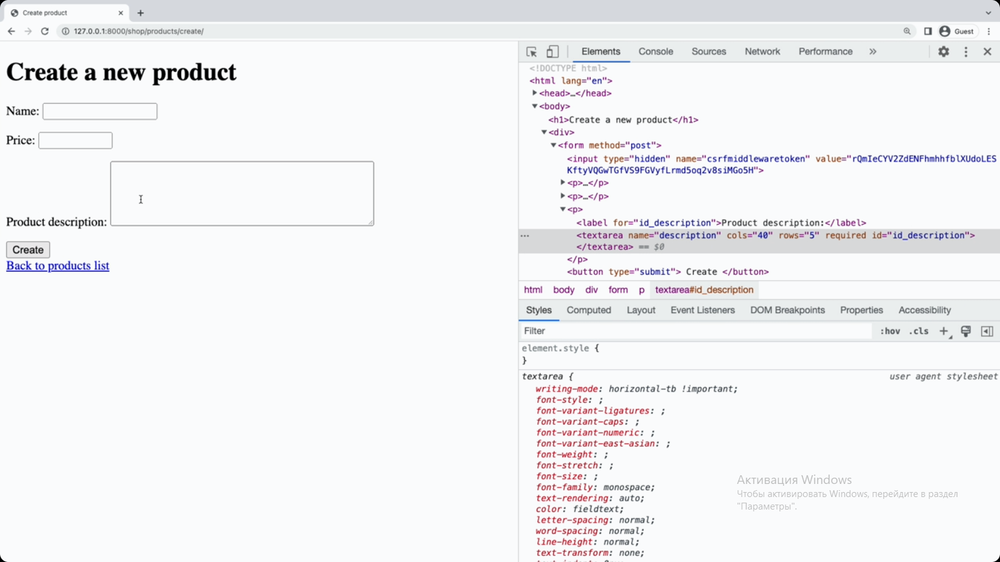 Create product
127.0.0.1:8000/shop/products/create/
Guest
Create a new product
Name:
Price:
Product description:
Create
Back to products list
Elements Console Sources Network Performance »
<!DOCTYPE html>
<html lang="en">
<head>…</head>
<body>
<h1>Create a new product</h1>
<div>
<form method="post">
<input type="hidden" name="csrfmiddlewaretoken" value="rQmIeCYV2ZdENFhmhhfblXUdoLES
KftyVQGwTGfVS9FGVyfLrmd5oq2v8siMGo5H">
<p>…</p>
<p>…</p>
<p>
<label for="id_description">Product description:</label>
<textarea name="description" cols="40" rows="5" required id="id_description">
</textarea> == $0
</p>
<button type="submit"> Create </button>
html body div form p textarea#id_description
Styles Computed Layout Event Listeners DOM Breakpoints Properties Accessibility
Filter :hov .cls +
element.style {
}
textarea { user agent stylesheet
writing-mode: horizontal-tb !important;
font-style: ;
font-variant-ligatures: ;
font-variant-caps: ;
font-variant-numeric: ;
font-variant-east-asian: ;
font-weight: ;
font-stretch: ;
font-size: ;
font-family: monospace;
text-rendering: auto;
color: fieldtext;
letter-spacing: normal;
word-spacing: normal;
line-height: normal;
text-transform: none;
Активация Windows
Чтобы активировать Windows, перейдите в раздел
"Параметры".